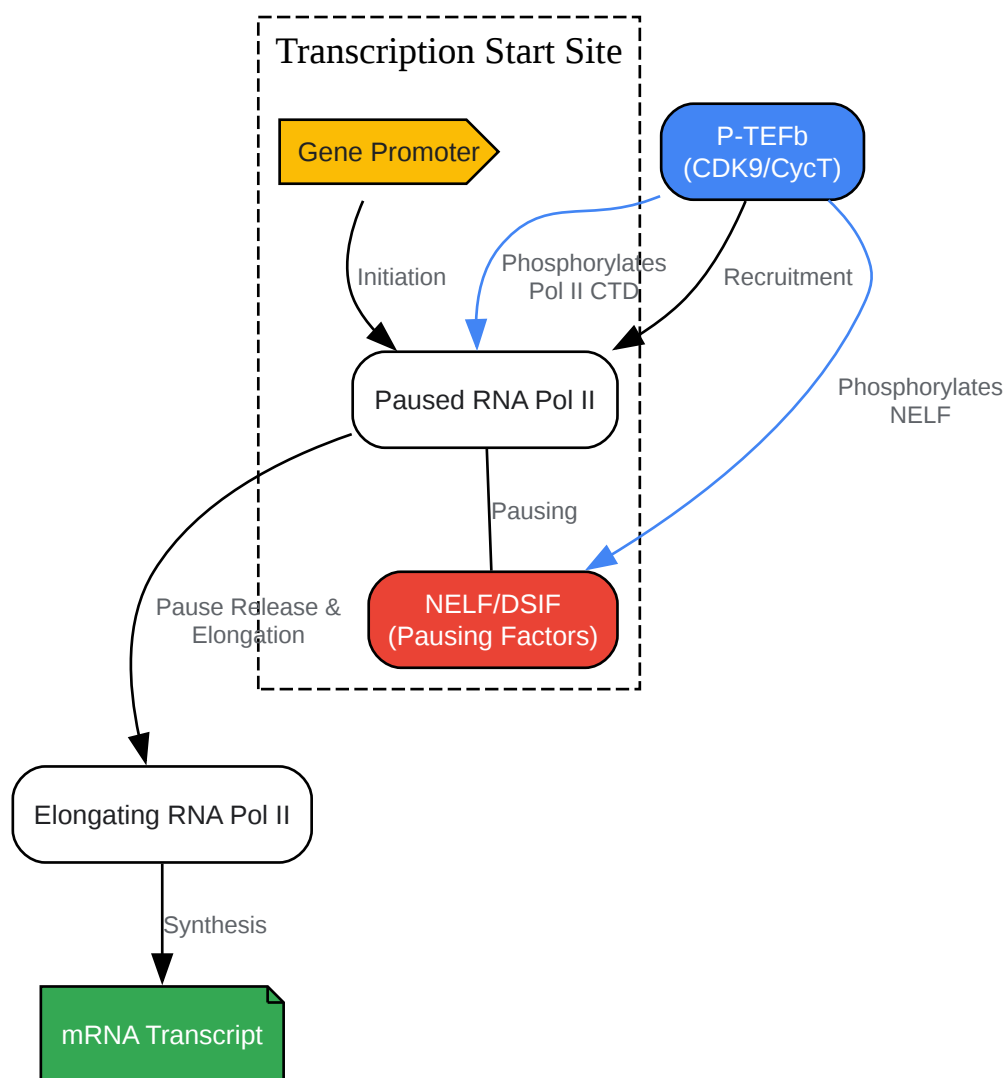 Transcription Start Site
Gene Promoter
P-TEFb
(CDK9/CycT)
Initiation
Phosphorylates
Pol II CTD
Recruitment
Phosphorylates
NELF
Paused RNA Pol II
Pausing
NELF/DSIF
(Pausing Factors)
Pause Release &
Elongation
Elongating RNA Pol II
Synthesis
mRNA Transcript